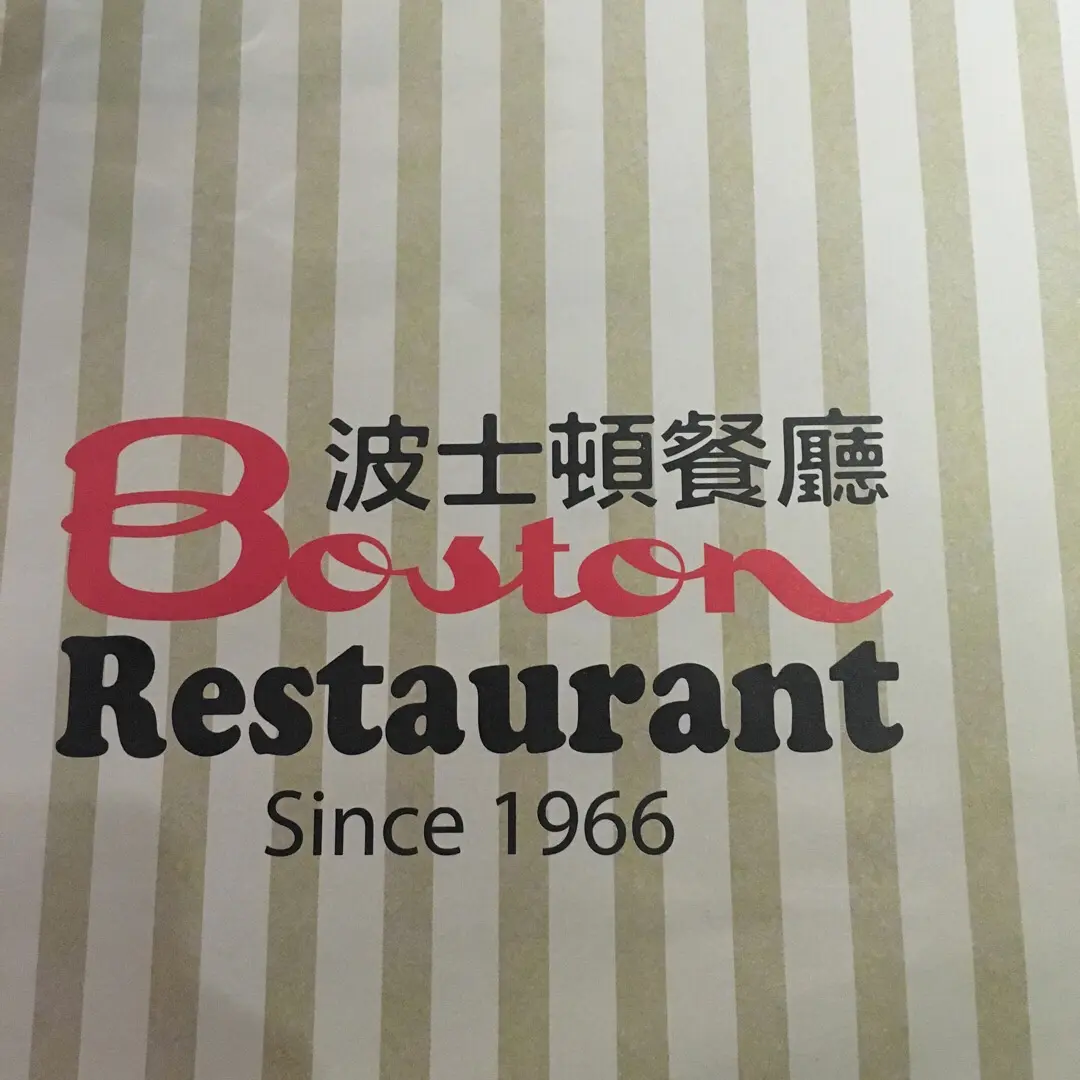 波士頓餐廳
Boston
Restaurant
Since 1966